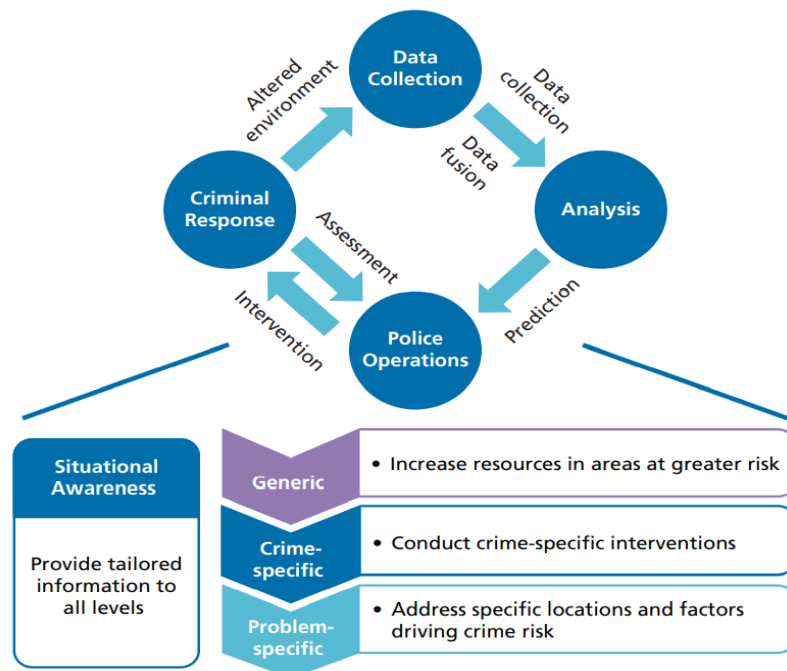 Data
Collection
Altered
environment
Data
collection
Data
fusion
Criminal
Response
Analysis
Assessment
Intervention
Prediction
Police
Operations
Situational
Awareness
Provide tailored
information to
all levels
Generic
• Increase resources in areas at greater risk
Crime-
specific
• Conduct crime-specific interventions
Problem-
specific
• Address specific locations and factors
driving crime risk